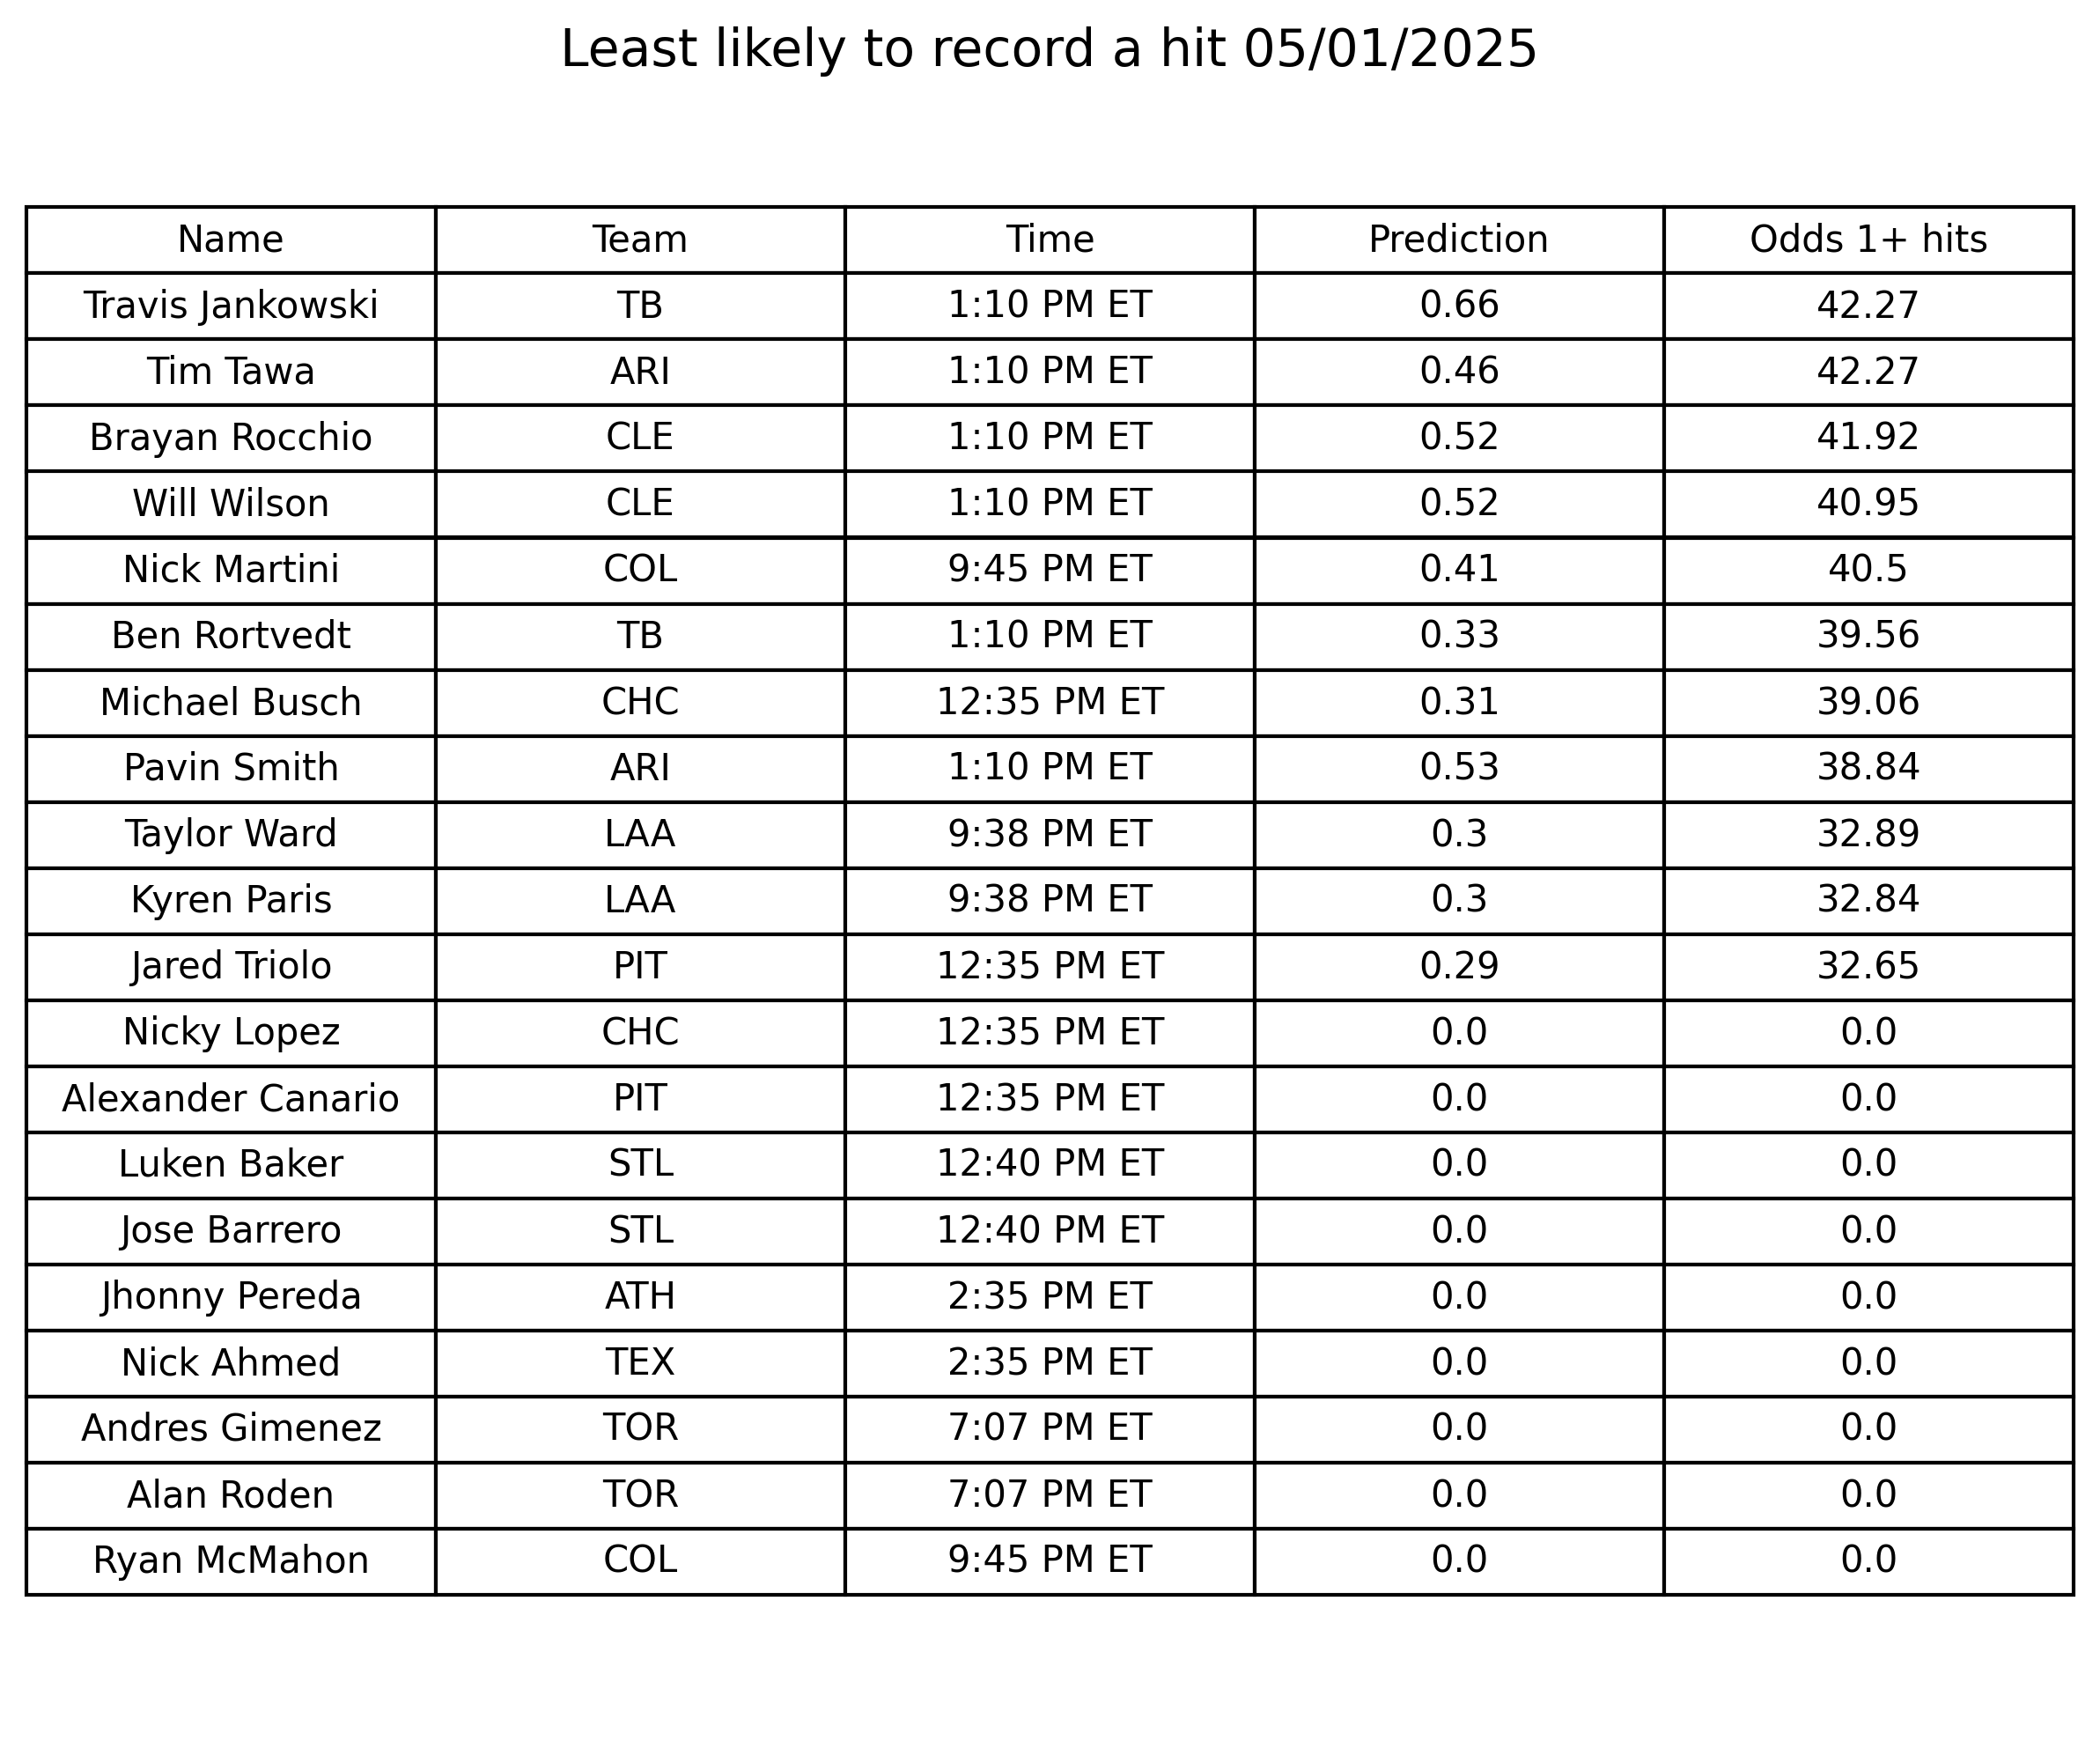 Least likely to record a hit 05/01/2025
Name Team Time Prediction Odds 1+ hits
Travis Jankowski TB 1:10 PM ET 0.66 42.27
Tim Tawa ARI 1:10 PM ET 0.46 42.27
Brayan Rocchio CLE 1:10 PM ET 0.52 41.92
Will Wilson CLE 1:10 PM ET 0.52 40.95
Nick Martini COL 9:45 PM ET 0.41 40.5
Ben Rortvedt TB 1:10 PM ET 0.33 39.56
Michael Busch CHC 12:35 PM ET 0.31 39.06
Pavin Smith ARI 1:10 PM ET 0.53 38.84
Taylor Ward LAA 9:38 PM ET 0.3 32.89
Kyren Paris LAA 9:38 PM ET 0.3 32.84
Jared Triolo PIT 12:35 PM ET 0.29 32.65
Nicky Lopez CHC 12:35 PM ET 0.0 0.0
Alexander Canario PIT 12:35 PM ET 0.0 0.0
Luken Baker STL 12:40 PM ET 0.0 0.0
Jose Barrero STL 12:40 PM ET 0.0 0.0
Jhonny Pereda ATH 2:35 PM ET 0.0 0.0
Nick Ahmed TEX 2:35 PM ET 0.0 0.0
Andres Gimenez TOR 7:07 PM ET 0.0 0.0
Alan Roden TOR 7:07 PM ET 0.0 0.0
Ryan McMahon COL 9:45 PM ET 0.0 0.0